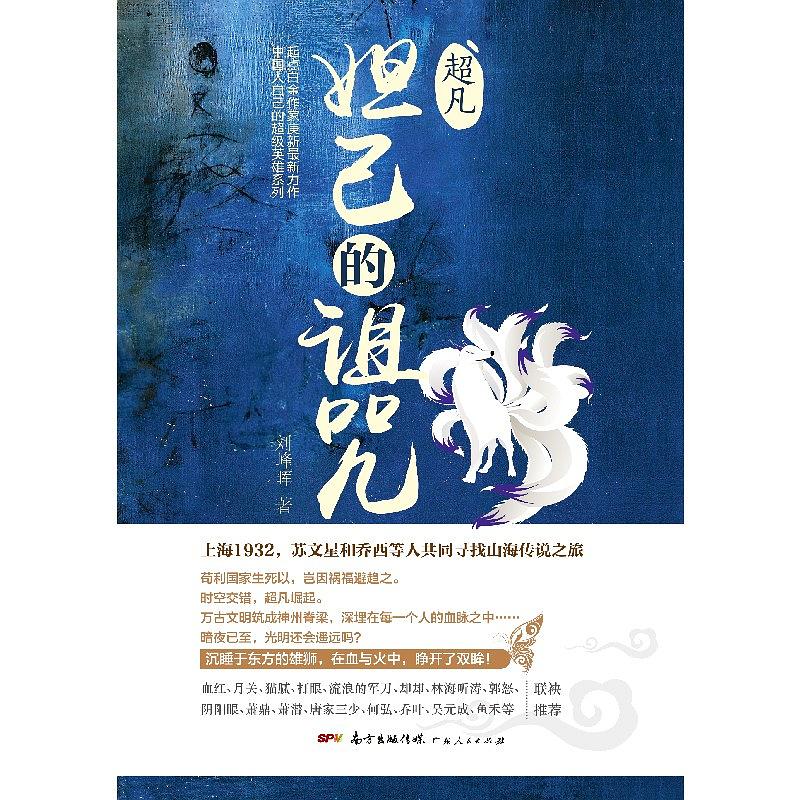 超凡
妲己的诅咒
起点白金作家庚新最新力作
中国人自己的超级英雄系列
刘峰晖 著
上海1932，苏文星和乔西等人共同寻找山海传说之旅
苟利国家生死以，岂因祸福避趋之。
时空交错，超凡崛起。
万古文明筑成神州脊梁，深埋在每一个人的血脉之中……
暗夜已至，光明还会遥远吗？
沉睡于东方的雄狮，在血与火中，睁开了双眸！
血红、月关、猫腻、打眼、流浪的军刀、却却、林海听涛、郭怒、
阴阳眼、萧鼎、萧潜、唐家三少、何弘、乔叶、吴元成、鱼禾等
联袂
推荐
SPM 南方出版传媒 广东人民出版社